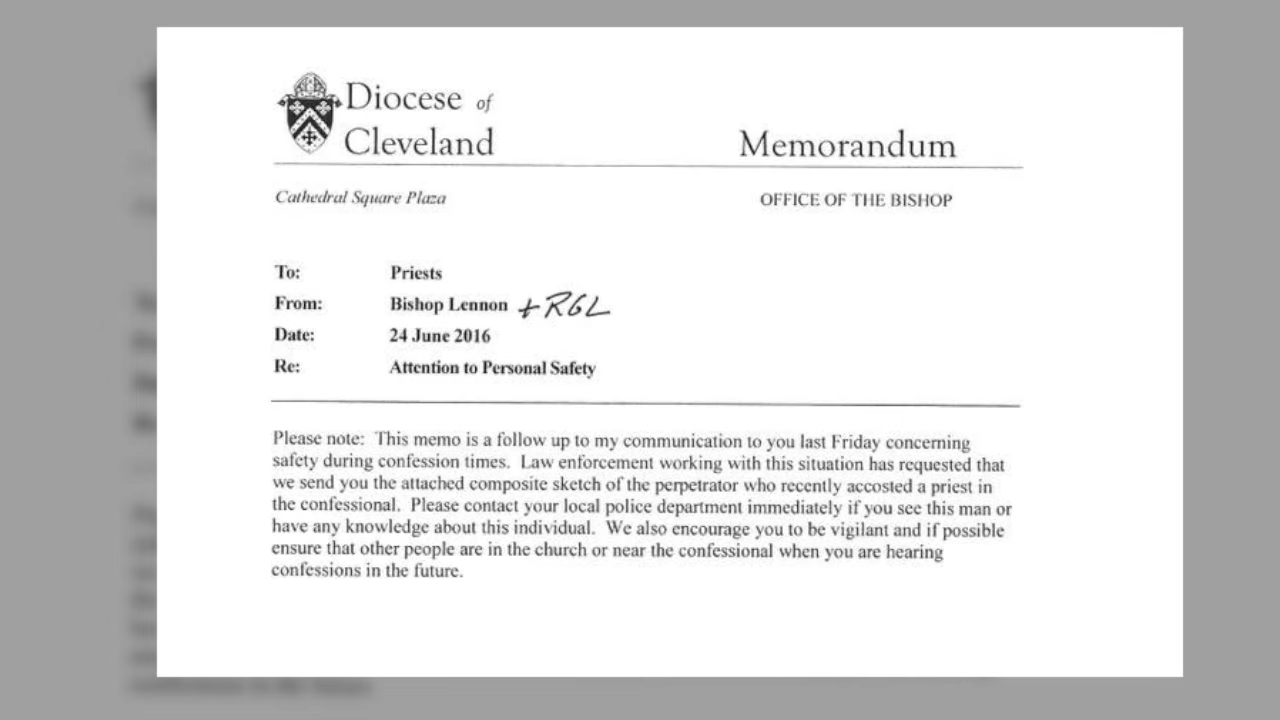 Diocese of
Cleveland
Memorandum
Cathedral Square Plaza
OFFICE OF THE BISHOP
To: Priests
From: Bishop Lennon +RGL
Date: 24 June 2016
Re: Attention to Personal Safety
Please note: This memo is a follow up to my communication to you last Friday concerning
safety during confession times. Law enforcement working with this situation has requested that
we send you the attached composite sketch of the perpetrator who recently accosted a priest in
the confessional. Please contact your local police department immediately if you see this man or
have any knowledge about this individual. We also encourage you to be vigilant and if possible
ensure that other people are in the church or near the confessional when you are hearing
confessions in the future.